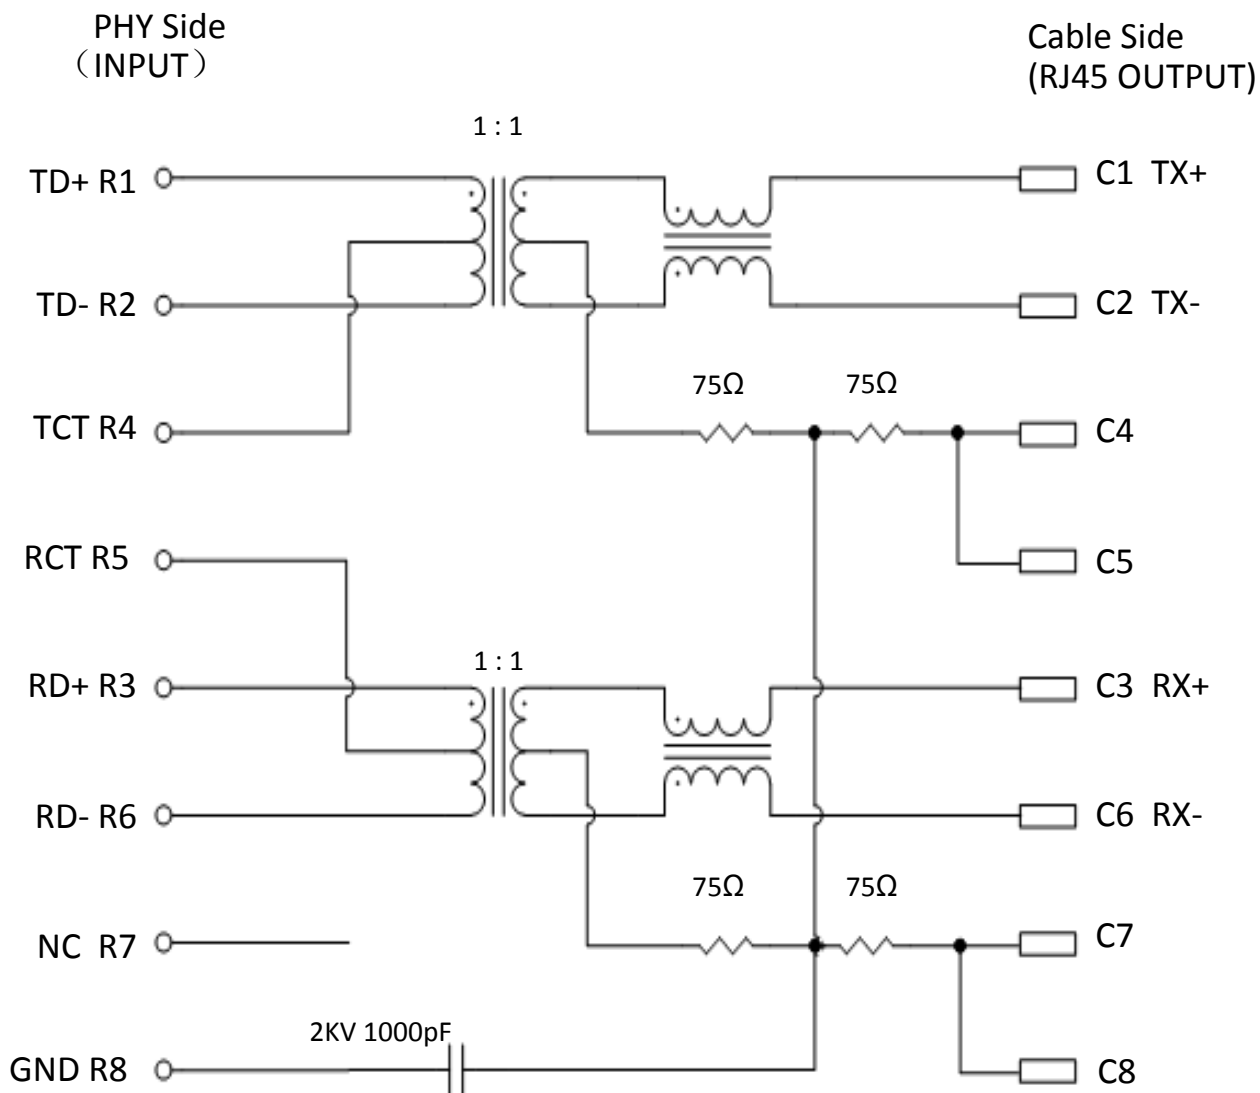 PHY Side
（INPUT）
Cable Side
(RJ45 OUTPUT)
1 : 1
TD+ R1
C1 TX+
TD- R2
C2 TX-
75Ω
75Ω
TCT R4
C4
RCT R5
C5
1 : 1
RD+ R3
C3 RX+
RD- R6
C6 RX-
75Ω
75Ω
NC R7
C7
2KV 1000pF
GND R8
C8